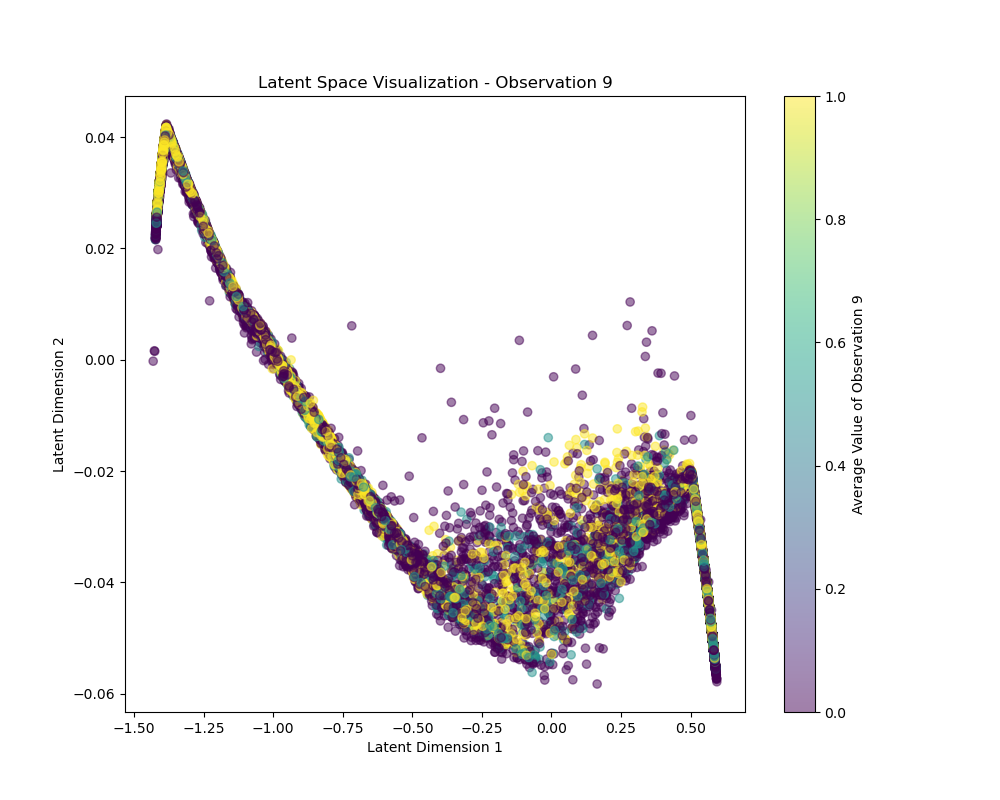 Latent Space Visualization - Observation 9
0.04
0.02
0.00
−0.02
−0.04
−0.06
Latent Dimension 2
−1.50 −1.25 −1.00 −0.75 −0.50 −0.25 0.00 0.25 0.50
Latent Dimension 1
1.0
0.8
0.6
0.4
0.2
0.0
Average Value of Observation 9